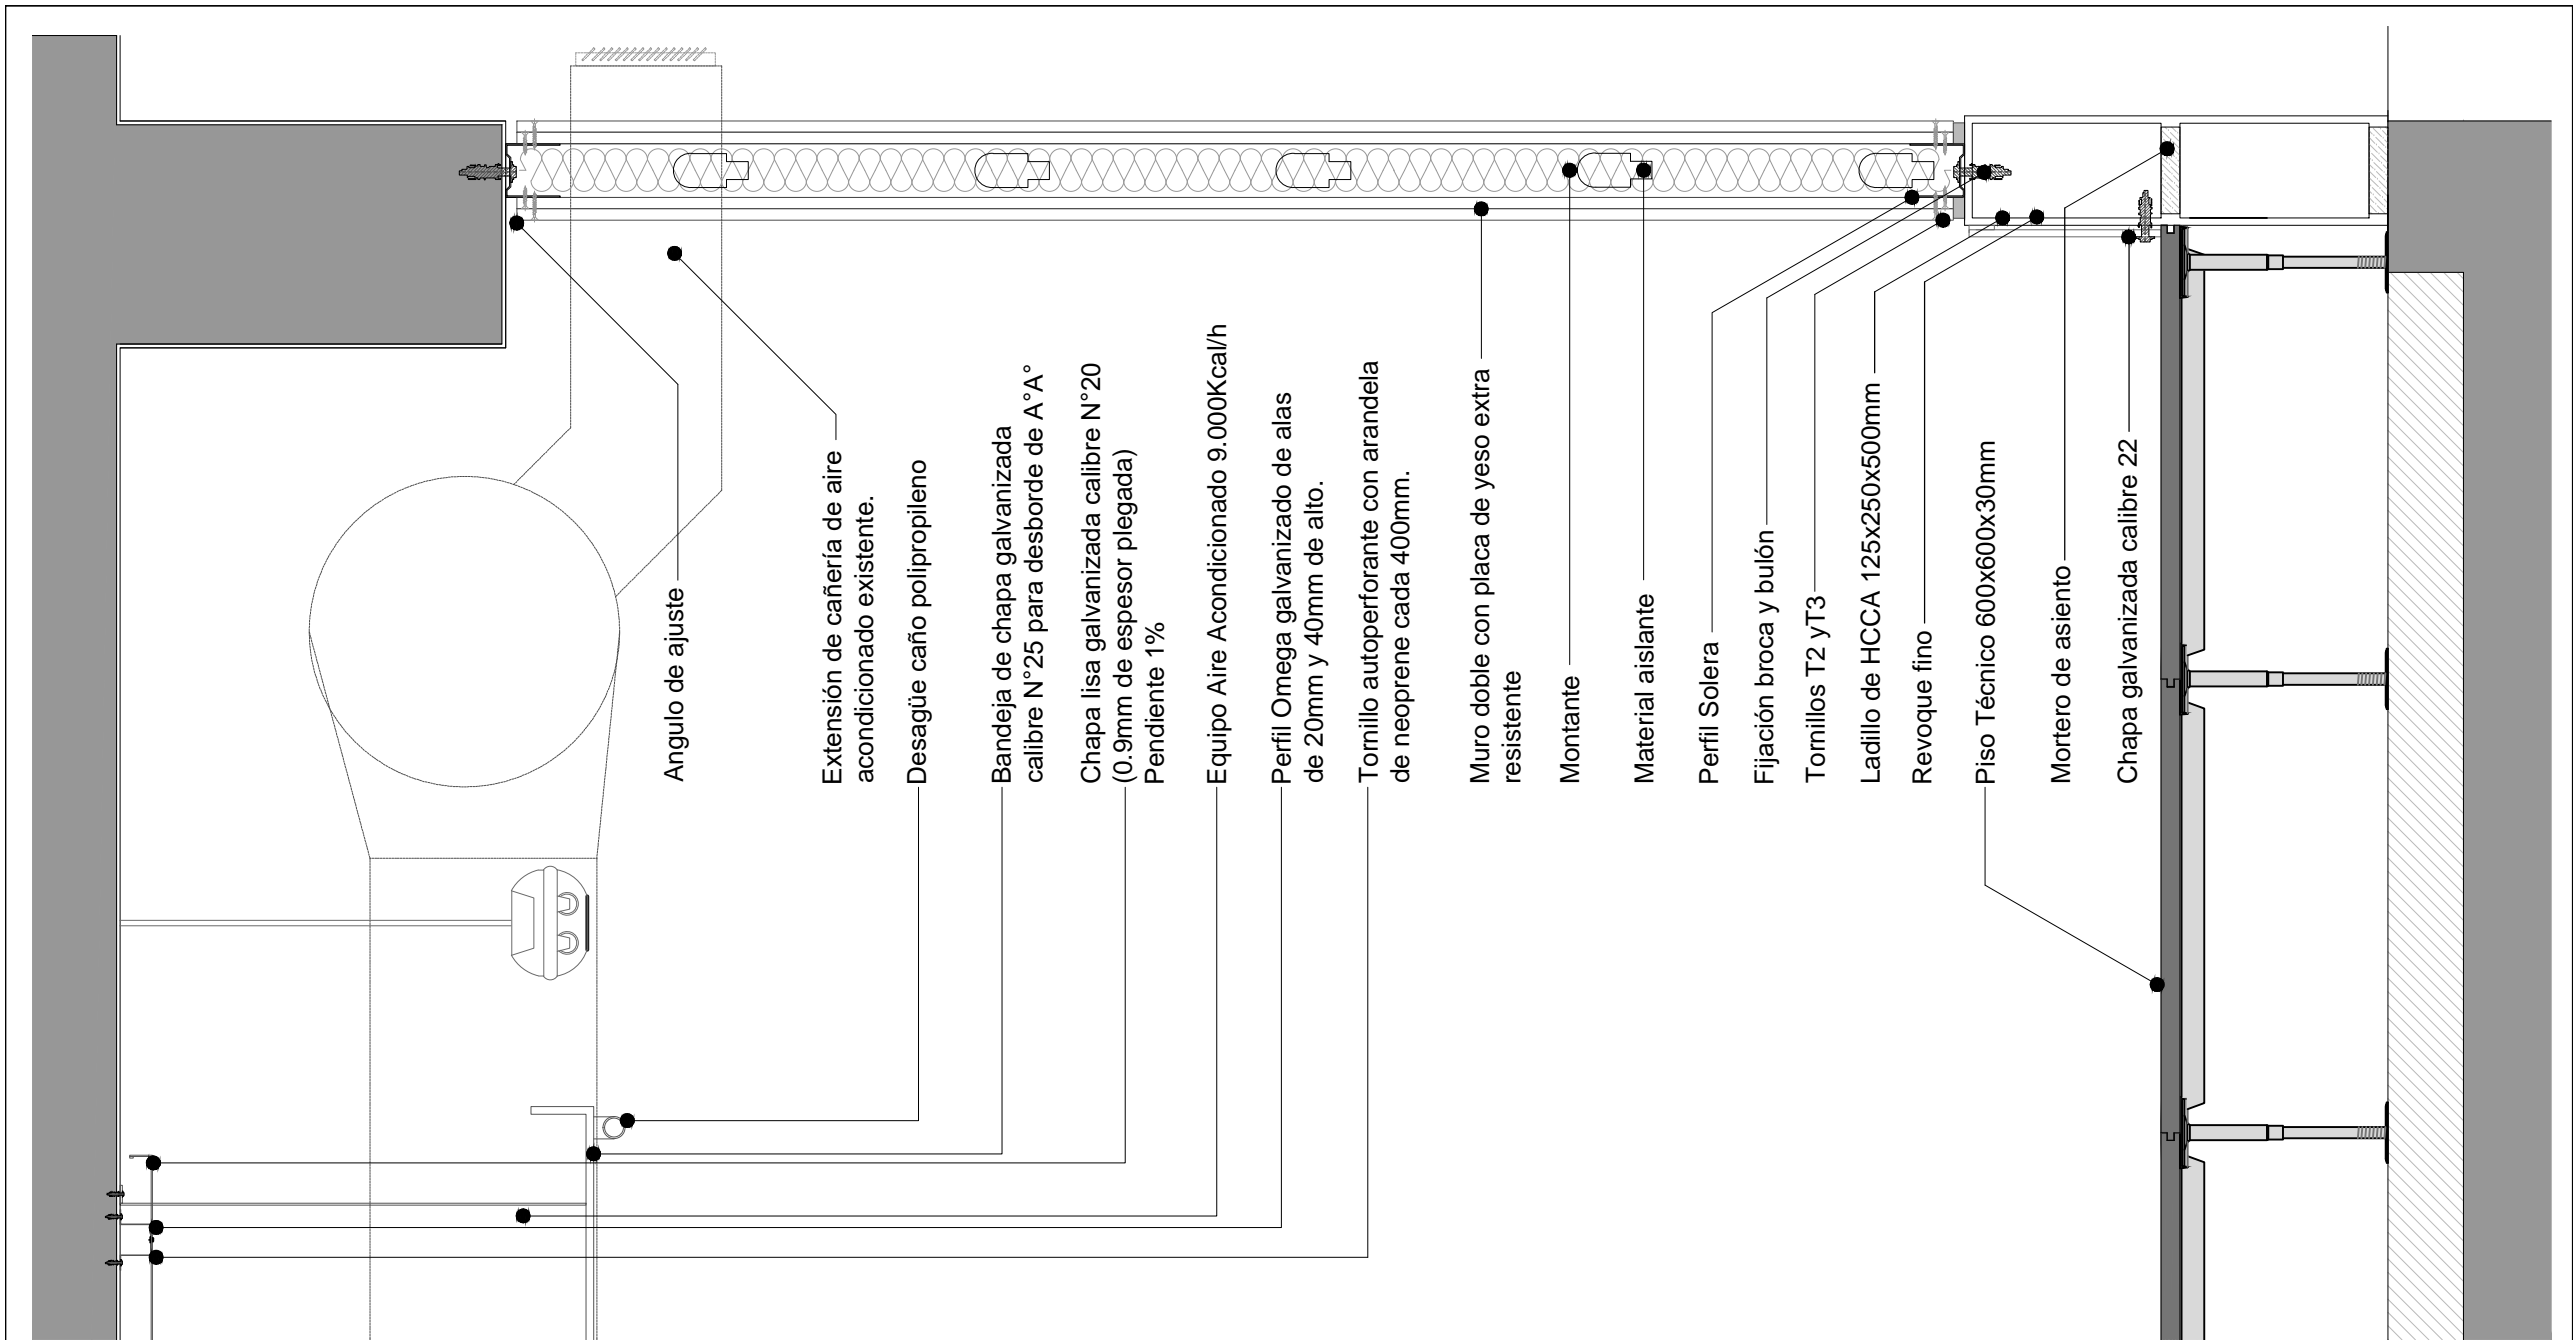 Angulo de ajuste
Extensión de cañería de aire
acondicionado existente.
Desagüe caño polipropileno
Bandeja de chapa galvanizada
calibre N°25 para desborde de A°A°
Chapa lisa galvanizada calibre N°20
(0.9mm de espesor plegada)
Pendiente 1%
Equipo Aire Acondicionado 9.000Kcal/h
Perfil Omega galvanizado de alas
de 20mm y 40mm de alto.
Tornillo autoperforante con arandela
de neoprene cada 400mm.
Muro doble con placa de yeso extra
resistente
Montante
Material aislante
Perfil Solera
Fijación broca y bulón
Tornillos T2 yT3
Ladillo de HCCA 125x250x500mm
Revoque fino
Piso Técnico 600x600x30mm
Mortero de asiento
Chapa galvanizada calibre 22